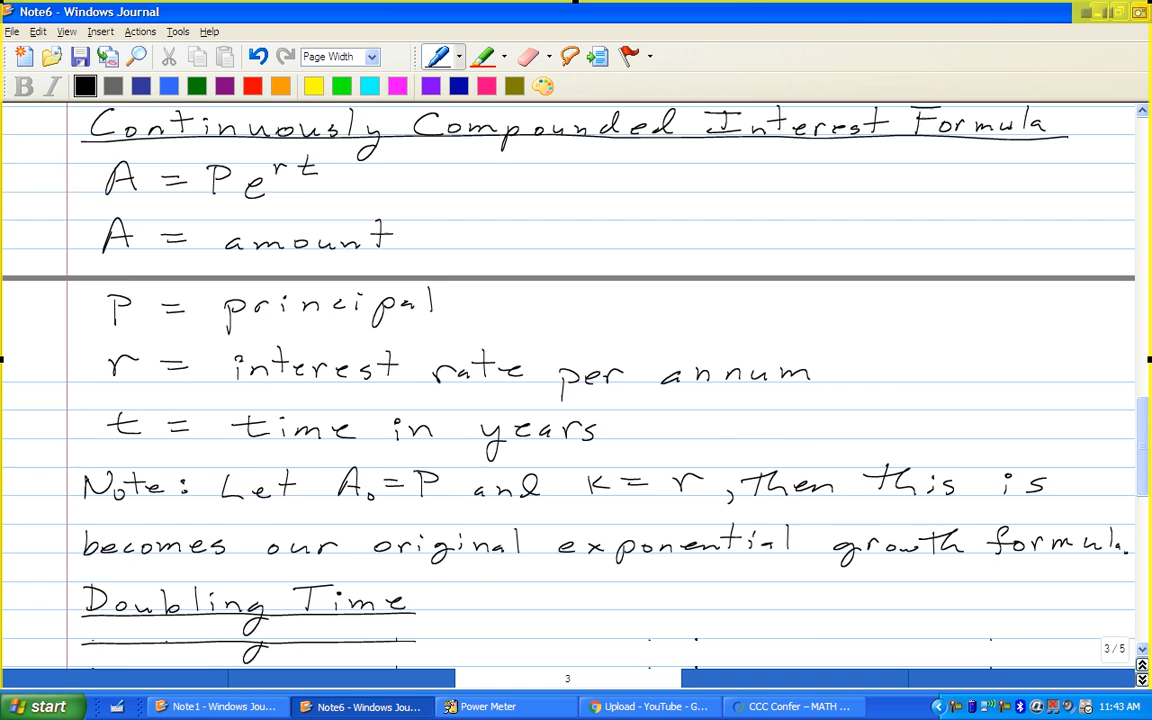 Note6 - Windows Journal
File Edit View Insert Actions Tools Help
Page Width
B I
Continuously Compounded Interest Formula
A = Pe^{rt}
A = amount
P = principal
r = interest rate per annum
t = time in years
Note: Let A₀ = P and k = r, then this is
becomes our original exponential growth formula.
Doubling Time
3 / 5
3
start Note1 - Windows Jou... Note6 - Windows Jou... Power Meter Upload - YouTube - G... CCC Confer – MATH ... 11:43 AM